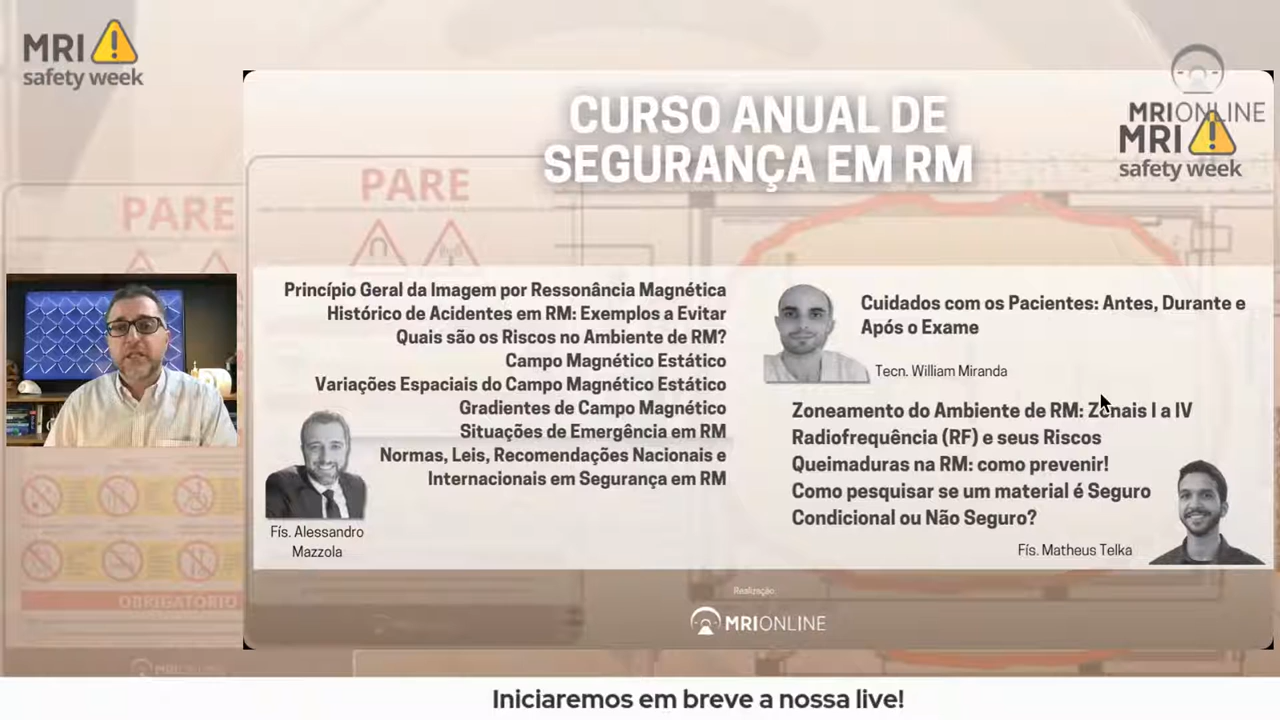 MRI
safety week
CURSO ANUAL DE
SEGURANÇA EM RM
MRIONLINE
MRI
safety week
PARE
PARE
Princípio Geral da Imagem por Ressonância Magnética
Histórico de Acidentes em RM: Exemplos a Evitar
Quais são os Riscos no Ambiente de RM?
Campo Magnético Estático
Variações Espaciais do Campo Magnético Estático
Gradientes de Campo Magnético
Situações de Emergência em RM
Normas, Leis, Recomendações Nacionais e
Internacionais em Segurança em RM
Fís. Alessandro
Mazzola
Cuidados com os Pacientes: Antes, Durante e
Após o Exame
Tecn. William Miranda
Zoneamento do Ambiente de RM: Zonais I a IV
Radiofrequência (RF) e seus Riscos
Queimaduras na RM: como prevenir!
Como pesquisar se um material é Seguro
Condicional ou Não Seguro?
Fís. Matheus Telka
OBRIGATÓRIO
Realização
MRIONLINE
MRIONLINE
Iniciaremos em breve a nossa live!